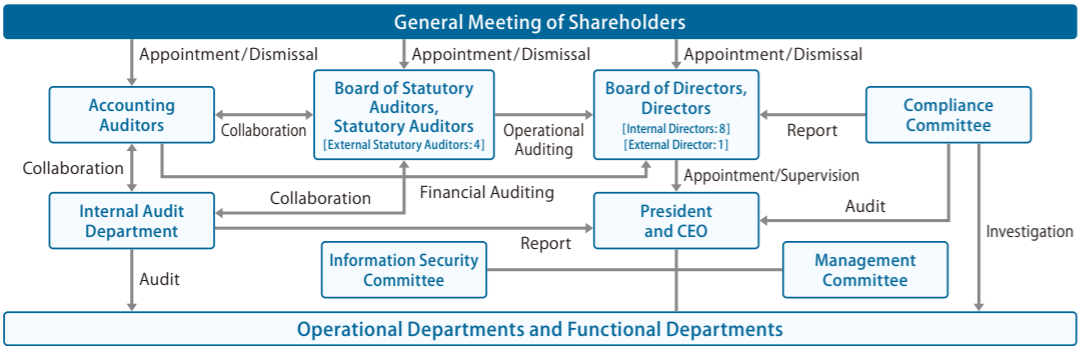 General Meeting of Shareholders
Appointment/Dismissal
Appointment/Dismissal
Appointment/Dismissal
Accounting
Auditors
Collaboration
Board of Statutory
Auditors,
Statutory Auditors
[External Statutory Auditors: 4]
Operational
Auditing
Board of Directors,
Directors
[Internal Directors: 8]
[External Director: 1]
Report
Compliance
Committee
Collaboration
Collaboration
Financial Auditing
Appointment/Supervision
Internal Audit
Department
Report
President
and CEO
Audit
Investigation
Audit
Information Security
Committee
Management
Committee
Operational Departments and Functional Departments